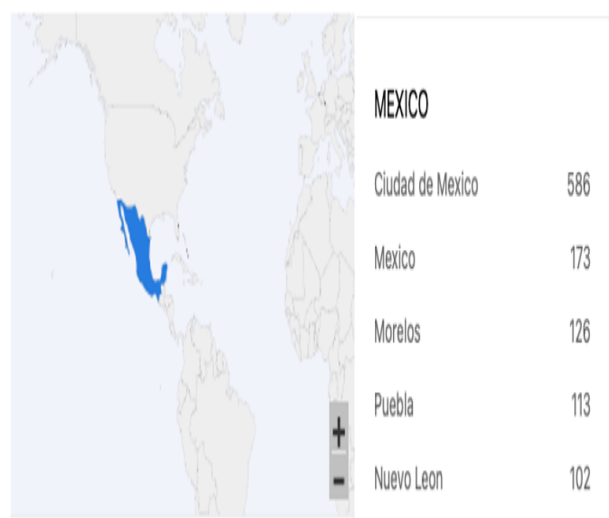 MEXICO
Ciudad de Mexico 586
Mexico 173
Morelos 126
Puebla 113
Nuevo Leon 102
+
-